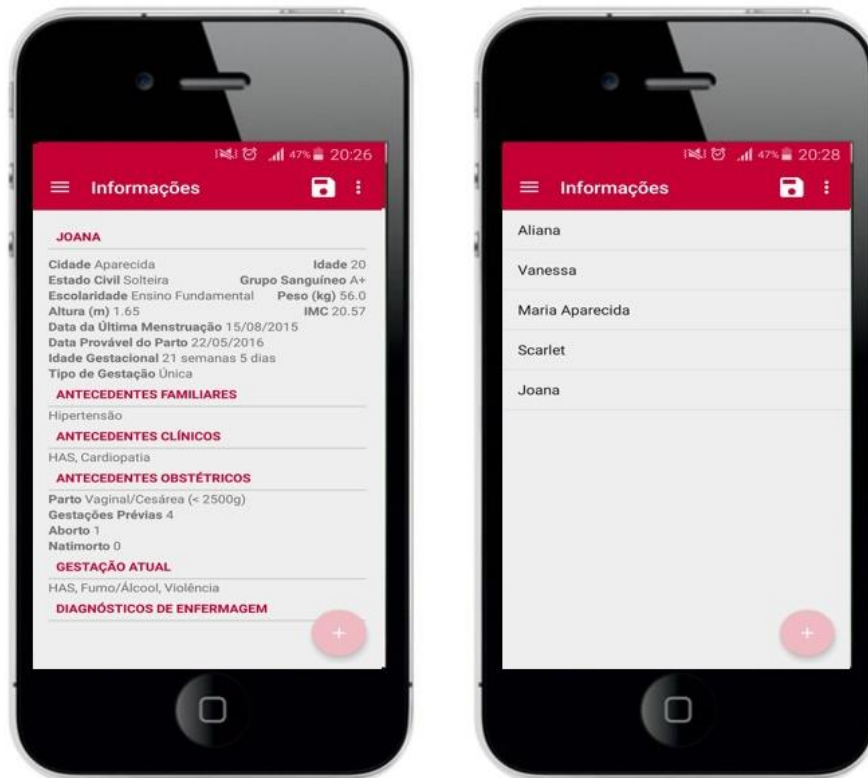 47% 20:26
Informações
JOANA
Cidade Aparecida Idade 20
Estado Civil Solteira Grupo Sanguíneo A+
Escolaridade Ensino Fundamental Peso (kg) 56.0
Altura (m) 1.65 IMC 20.57
Data da Última Menstruação 15/08/2015
Data Provável do Parto 22/05/2016
Idade Gestacional 21 semanas 5 dias
Tipo de Gestação Única
ANTECEDENTES FAMILIARES
Hipertensão
ANTECEDENTES CLÍNICOS
HAS, Cardiopatia
ANTECEDENTES OBSTÉTRICOS
Parto Vaginal/Cesárea (< 2500g)
Gestações Prévias 4
Aborto 1
Natimorto 0
GESTAÇÃO ATUAL
HAS, Fumo/Álcool, Violência
DIAGNÓSTICOS DE ENFERMAGEM
+
47% 20:28
Informações
Aliana
Vanessa
Maria Aparecida
Scarlet
Joana
+